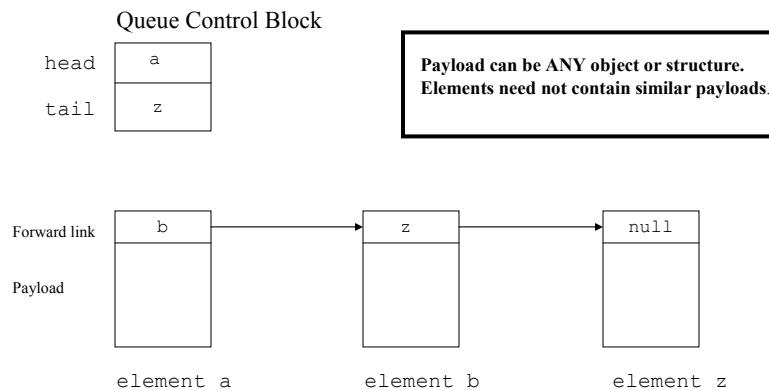 Queue Control Block
head
a
tail
z
Payload can be ANY object or structure.
Elements need not contain similar payloads.
Forward link
b
z
null
Payload
element a
element b
element z